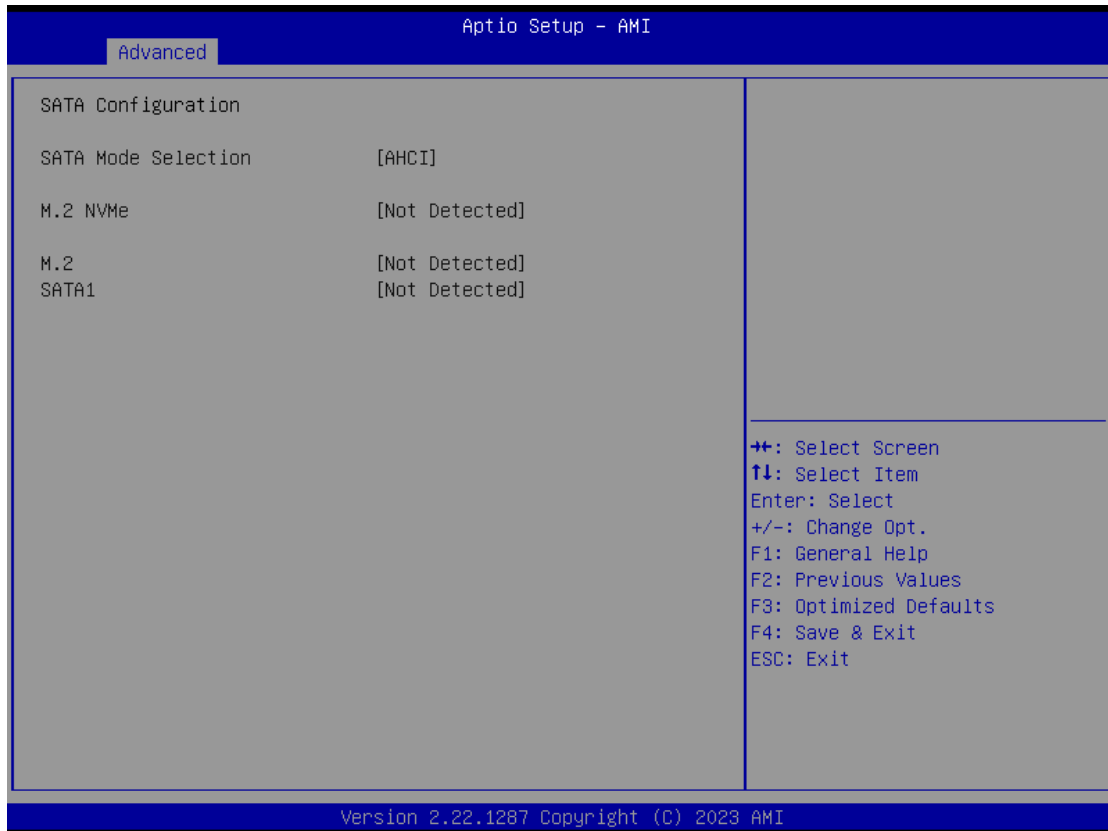 Aptio Setup – AMI
Advanced
SATA Configuration
SATA Mode Selection [AHCI]
M.2 NVMe [Not Detected]
M.2 [Not Detected]
SATA1 [Not Detected]
→←: Select Screen
↑↓: Select Item
Enter: Select
+/-: Change Opt.
F1: General Help
F2: Previous Values
F3: Optimized Defaults
F4: Save & Exit
ESC: Exit
Version 2.22.1287 Copyright (C) 2023 AMI